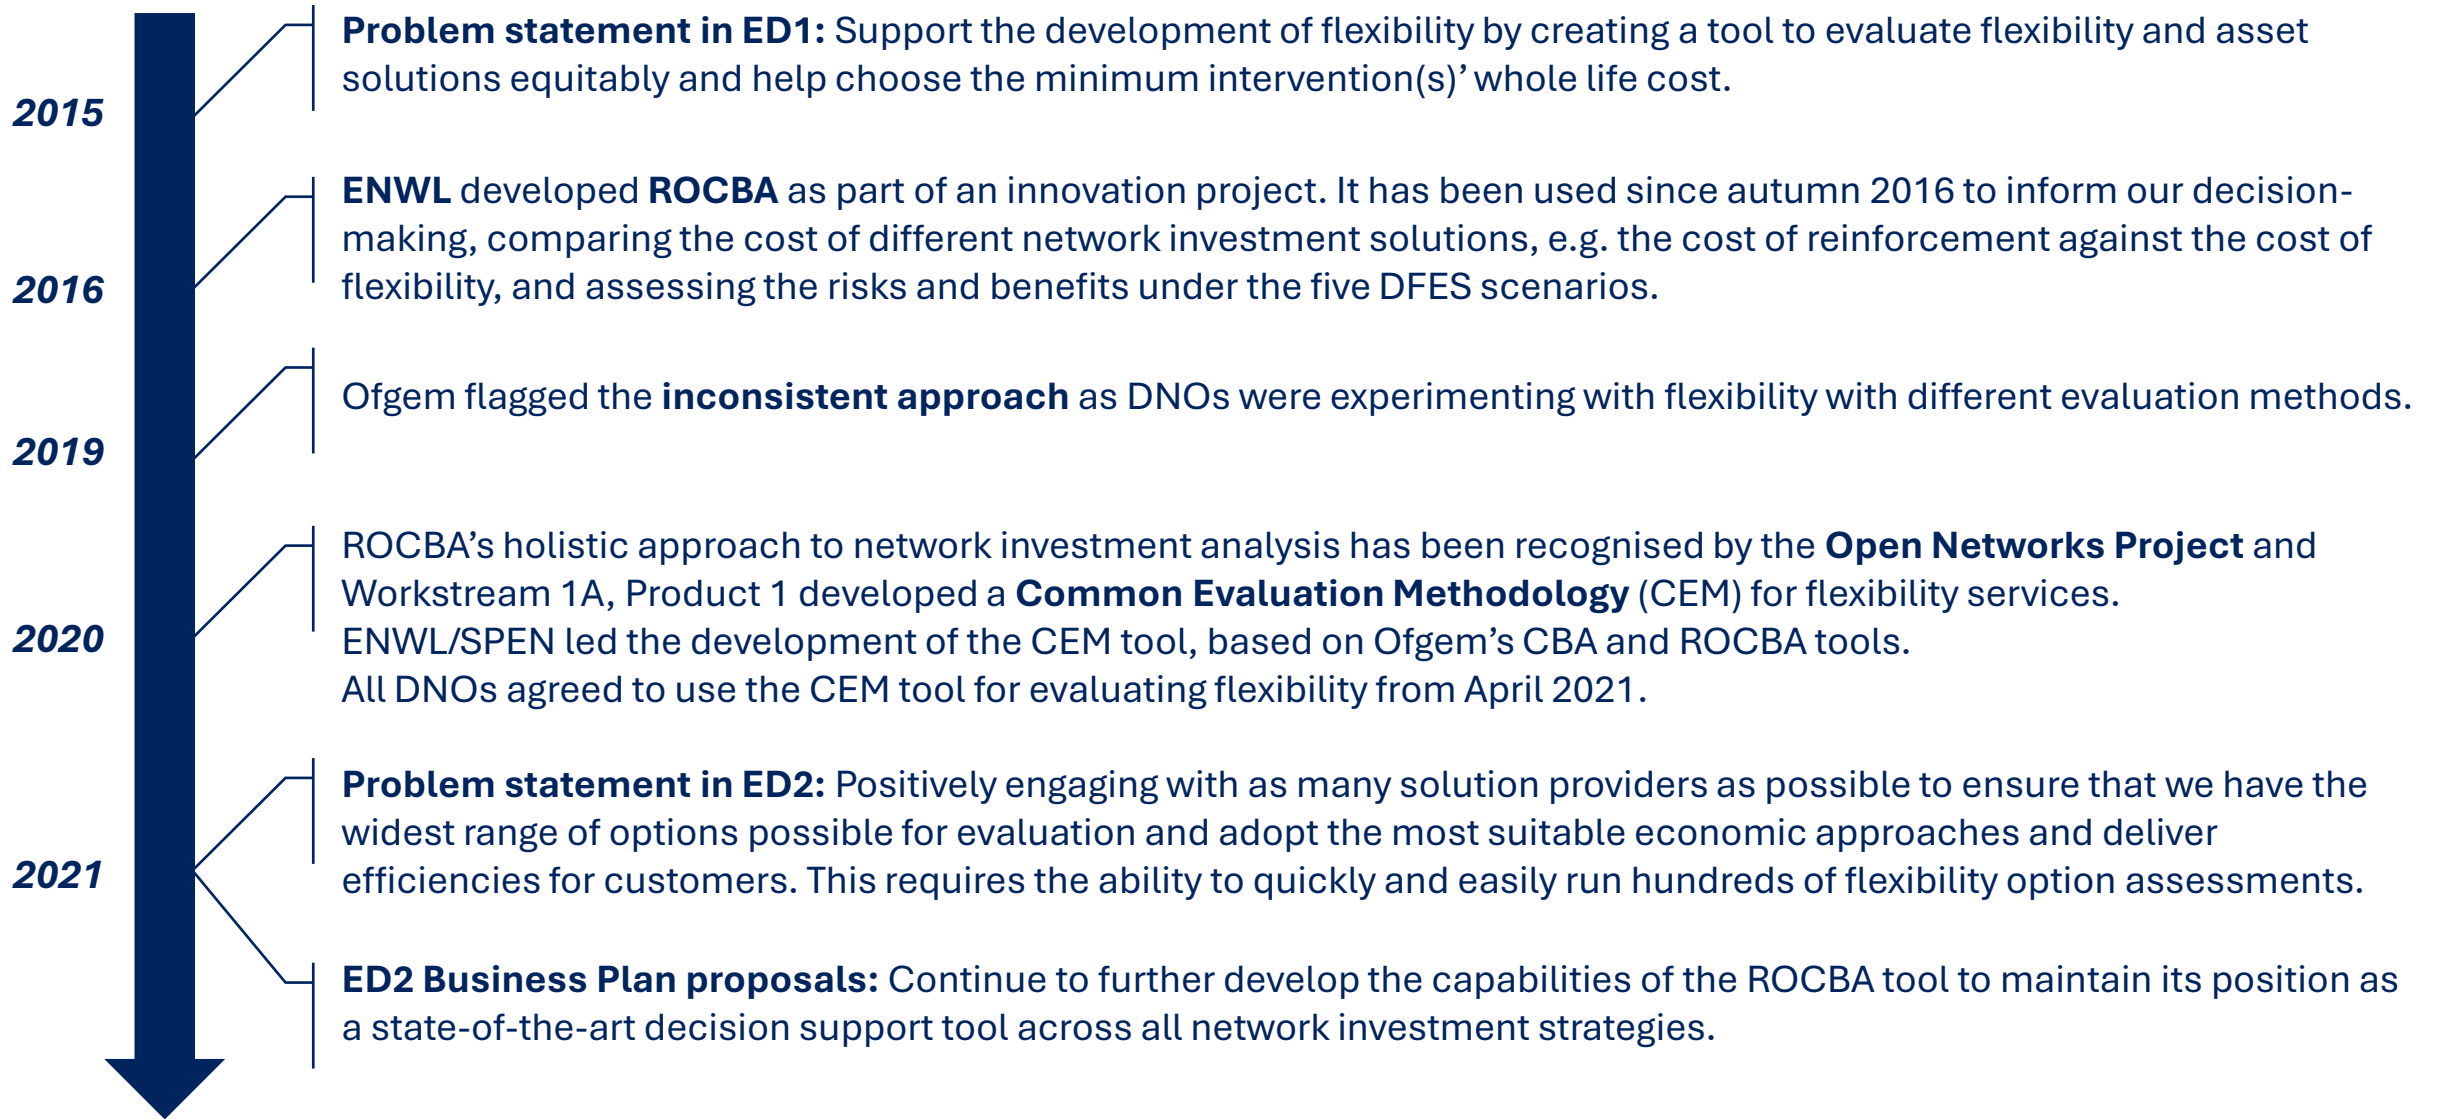 Problem statement in ED1: Support the development of flexibility by creating a tool to evaluate flexibility and asset
solutions equitably and help choose the minimum intervention(s)’ whole life cost.
2015
ENWL developed ROCBA as part of an innovation project. It has been used since autumn 2016 to inform our decision-
making, comparing the cost of different network investment solutions, e.g. the cost of reinforcement against the cost of
flexibility, and assessing the risks and benefits under the five DFES scenarios.
2016
Ofgem flagged the inconsistent approach as DNOs were experimenting with flexibility with different evaluation methods.
2019
ROCBA’s holistic approach to network investment analysis has been recognised by the Open Networks Project and
Workstream 1A, Product 1 developed a Common Evaluation Methodology (CEM) for flexibility services.
ENWL/SPEN led the development of the CEM tool, based on Ofgem’s CBA and ROCBA tools.
All DNOs agreed to use the CEM tool for evaluating flexibility from April 2021.
2020
Problem statement in ED2: Positively engaging with as many solution providers as possible to ensure that we have the
widest range of options possible for evaluation and adopt the most suitable economic approaches and deliver
efficiencies for customers. This requires the ability to quickly and easily run hundreds of flexibility option assessments.
2021
ED2 Business Plan proposals: Continue to further develop the capabilities of the ROCBA tool to maintain its position as
a state-of-the-art decision support tool across all network investment strategies.